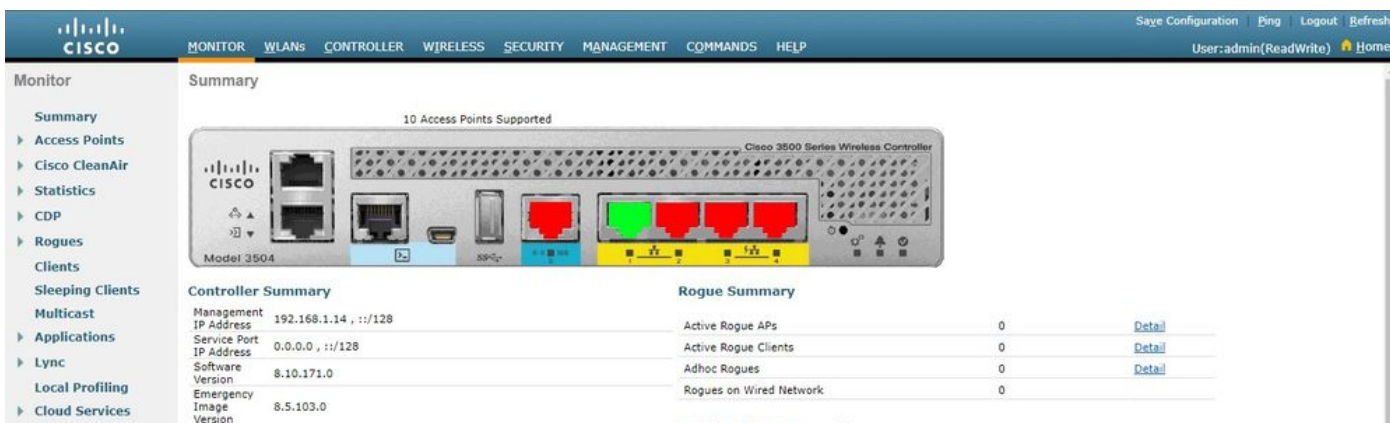 Save Configuration | Ping | Logout | Refresh
CISCO
MONITOR WLANs CONTROLLER WIRELESS SECURITY MANAGEMENT COMMANDS HELP
User:admin(ReadWrite) Home
Monitor
Summary
Access Points
Cisco CleanAir
Statistics
CDP
Rogues
Clients
Sleeping Clients
Multicast
Applications
Lync
Local Profiling
Cloud Services
Summary
10 Access Points Supported
Cisco 3500 Series Wireless Controller
CISCO
Model 3504
1 2 3 4
Controller Summary
Management IP Address 192.168.1.14 , ::/128
Service Port IP Address 0.0.0.0 , ::/128
Software Version 8.10.171.0
Emergency Image Version 8.5.103.0
Rogue Summary
Active Rogue APs 0 Detail
Active Rogue Clients 0 Detail
Adhoc Rogues 0 Detail
Rogues on Wired Network 0